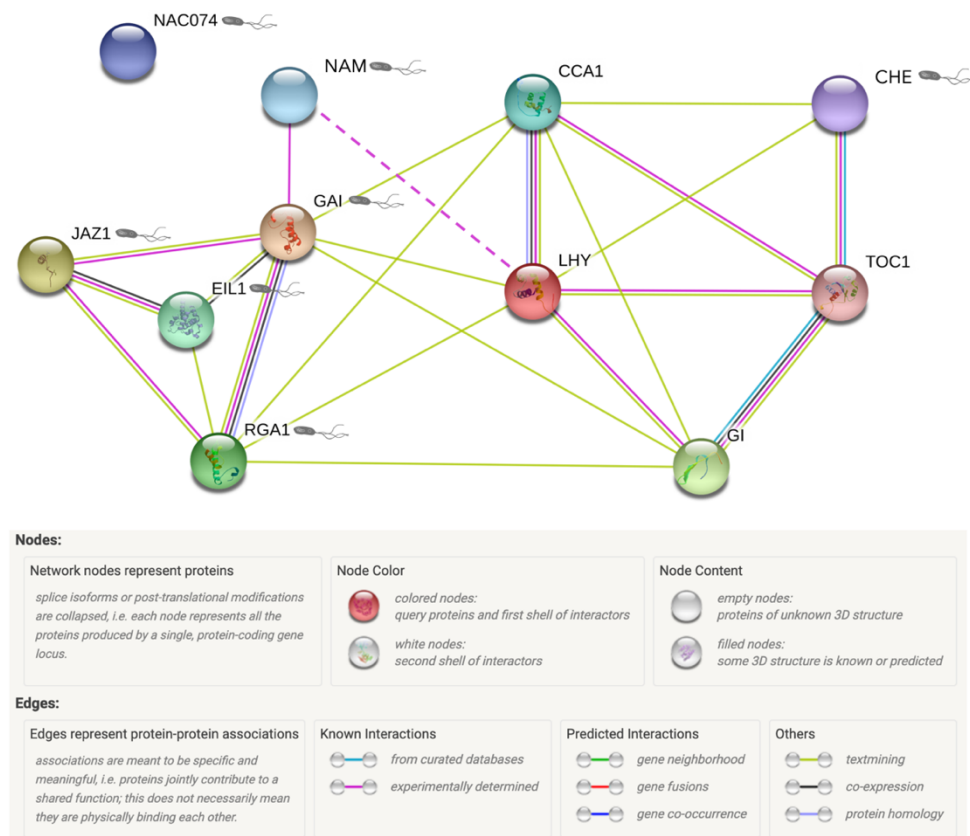 NAC074
NAM
CCA1
CHE
GAI
JAZ1
EIL1
LHY
TOC1
RGA1
GI
Nodes:
Network nodes represent proteins
splice isoforms or post-translational modifications
are collapsed, i.e. each node represents all the
proteins produced by a single, protein-coding gene
locus.
Node Color
colored nodes:
query proteins and first shell of interactors
white nodes:
second shell of interactors
Node Content
empty nodes:
proteins of unknown 3D structure
filled nodes:
some 3D structure is known or predicted
Edges:
Edges represent protein-protein associations
associations are meant to be specific and
meaningful, i.e. proteins jointly contribute to a
shared function; this does not necessarily mean
they are physically binding each other.
Known Interactions
from curated databases
experimentally determined
Predicted Interactions
gene neighborhood
gene fusions
gene co-occurrence
Others
textmining
co-expression
protein homology